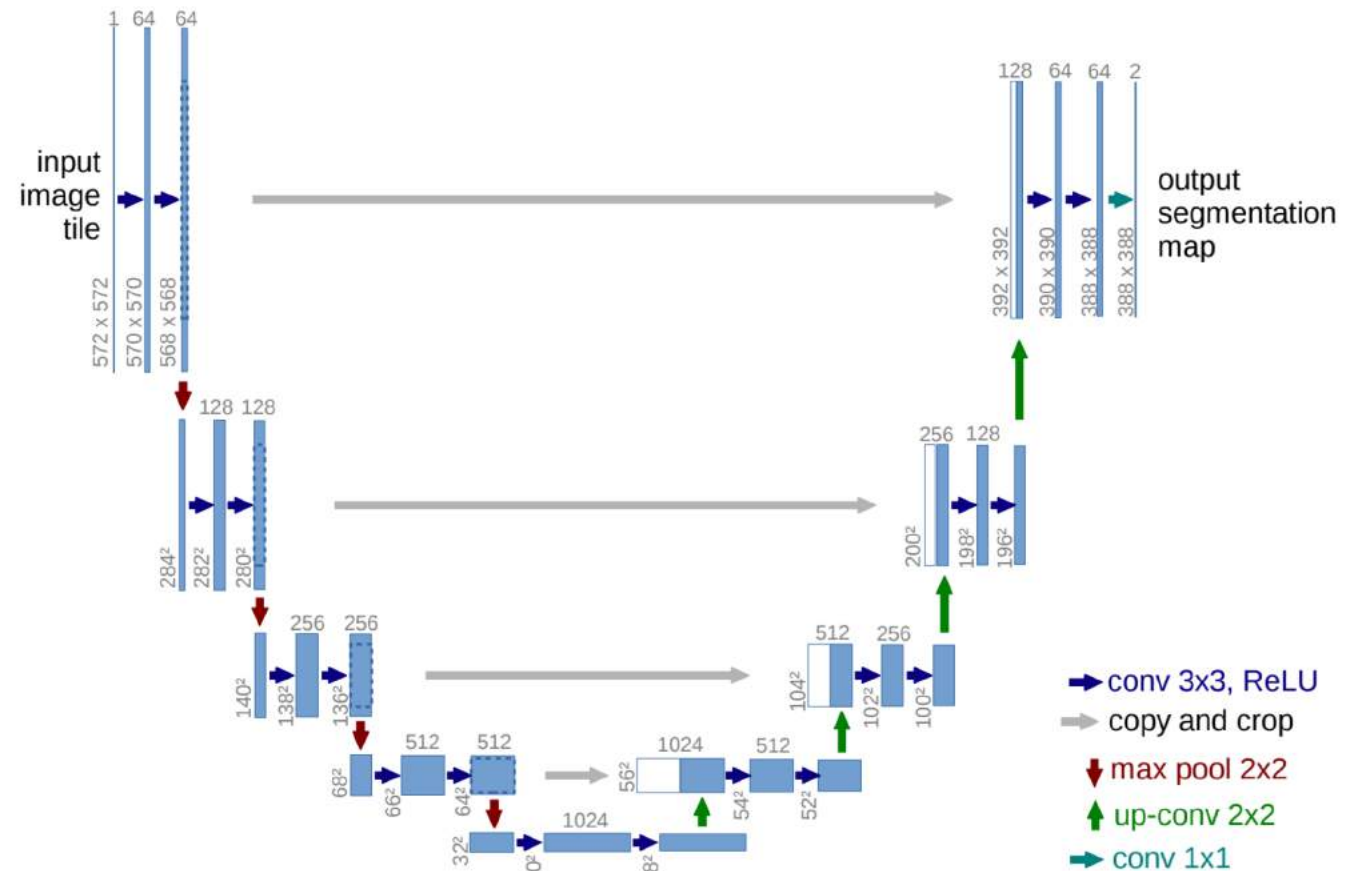 1 64 64
128 64 64 2
input
image
tile
output
segmentation
map
572 x 572
570 x 570
568 x 568
392 x 392
390 x 390
388 x 388
388 x 388
128 128
256 128
284²
282²
280²
200²
198²
196²
256 256
512 256
140²
138²
136²
104²
102²
100²
conv 3x3, ReLU
copy and crop
max pool 2x2
up-conv 2x2
conv 1x1
512 512
1024 512
68²
66²
64²
56²
54²
52²
1024
32²